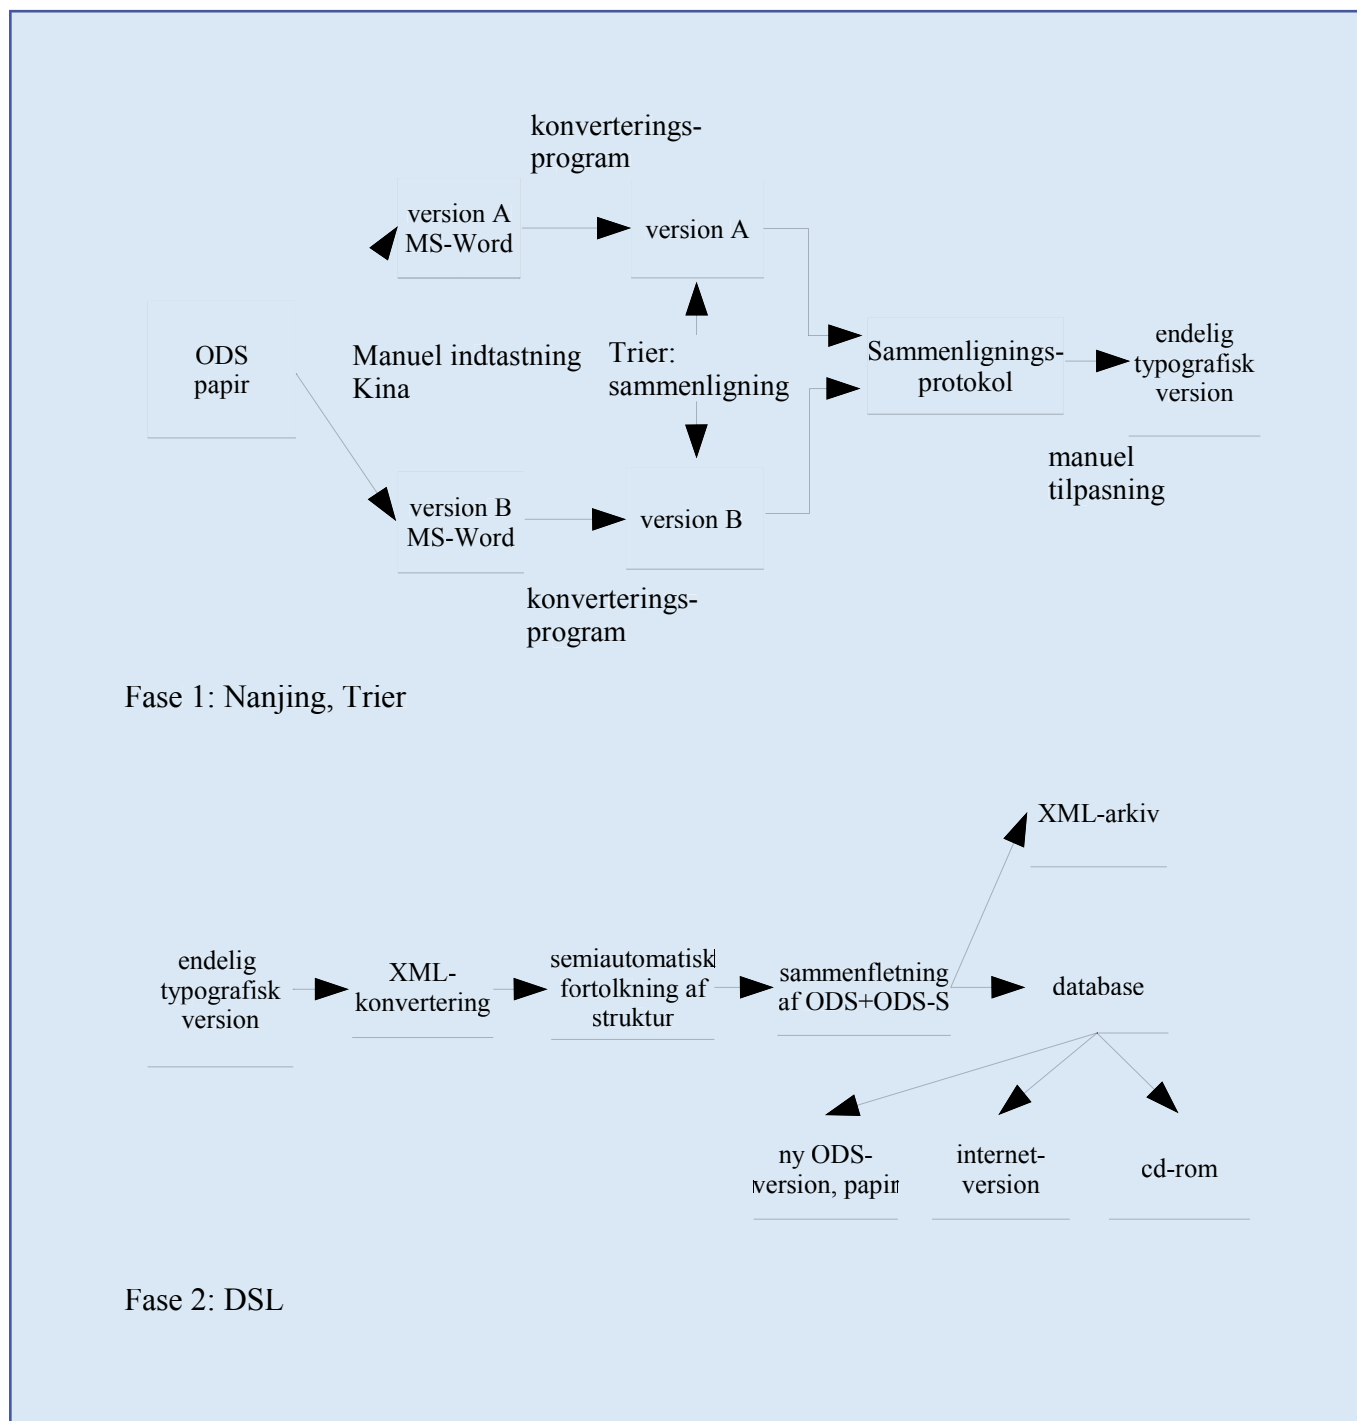 konverterings-
program
version A
MS-Word
version A
ODS
papir
Manuel indtastning
Kina
Trier:
sammenligning
Sammenlignings-
protokol
endelig
typografisk
version
manuel
tilpasning
version B
MS-Word
version B
konverterings-
program
Fase 1: Nanjing, Trier
XML-arkiv
endelig
typografisk
version
XML-
konvertering
semiautomatisk
fortolkning af
struktur
sammenfletning
af ODS+ODS-S
database
ny ODS-
version, papir
internet-
version
cd-rom
Fase 2: DSL